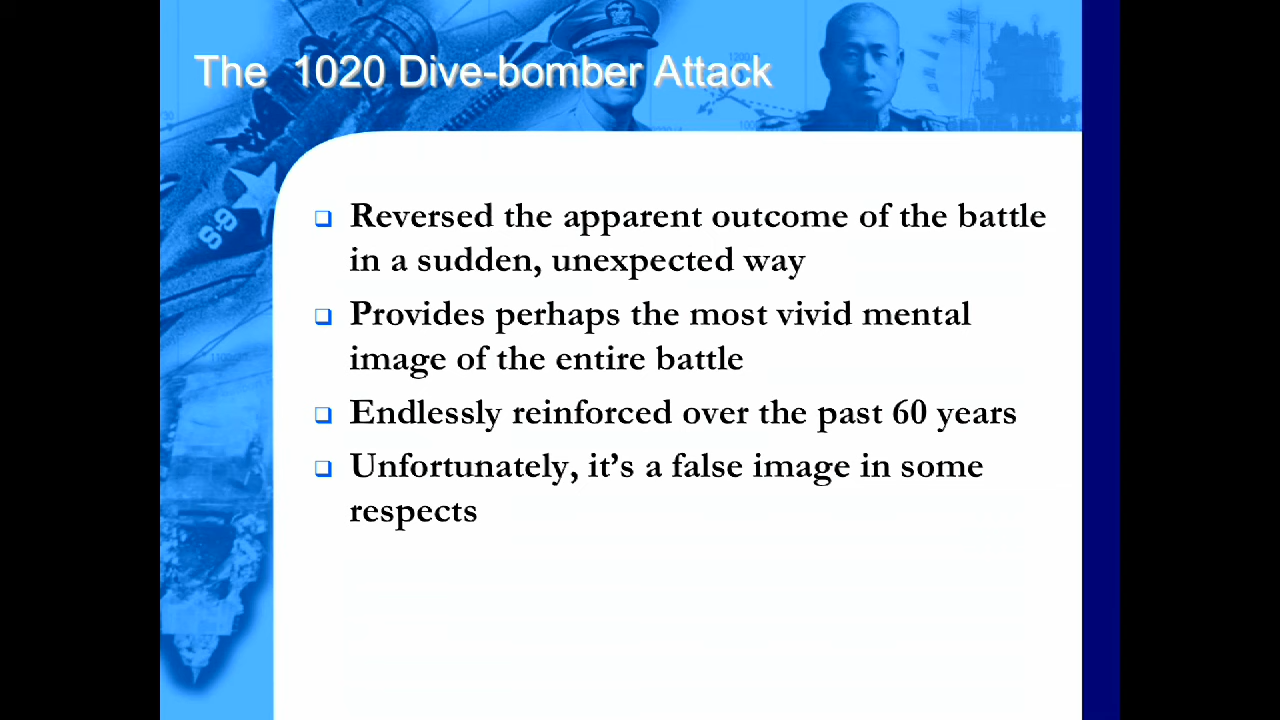 The 1020 Dive-bomber Attack
Reversed the apparent outcome of the battle
in a sudden, unexpected way
Provides perhaps the most vivid mental
image of the entire battle
Endlessly reinforced over the past 60 years
Unfortunately, it's a false image in some
respects
S-9